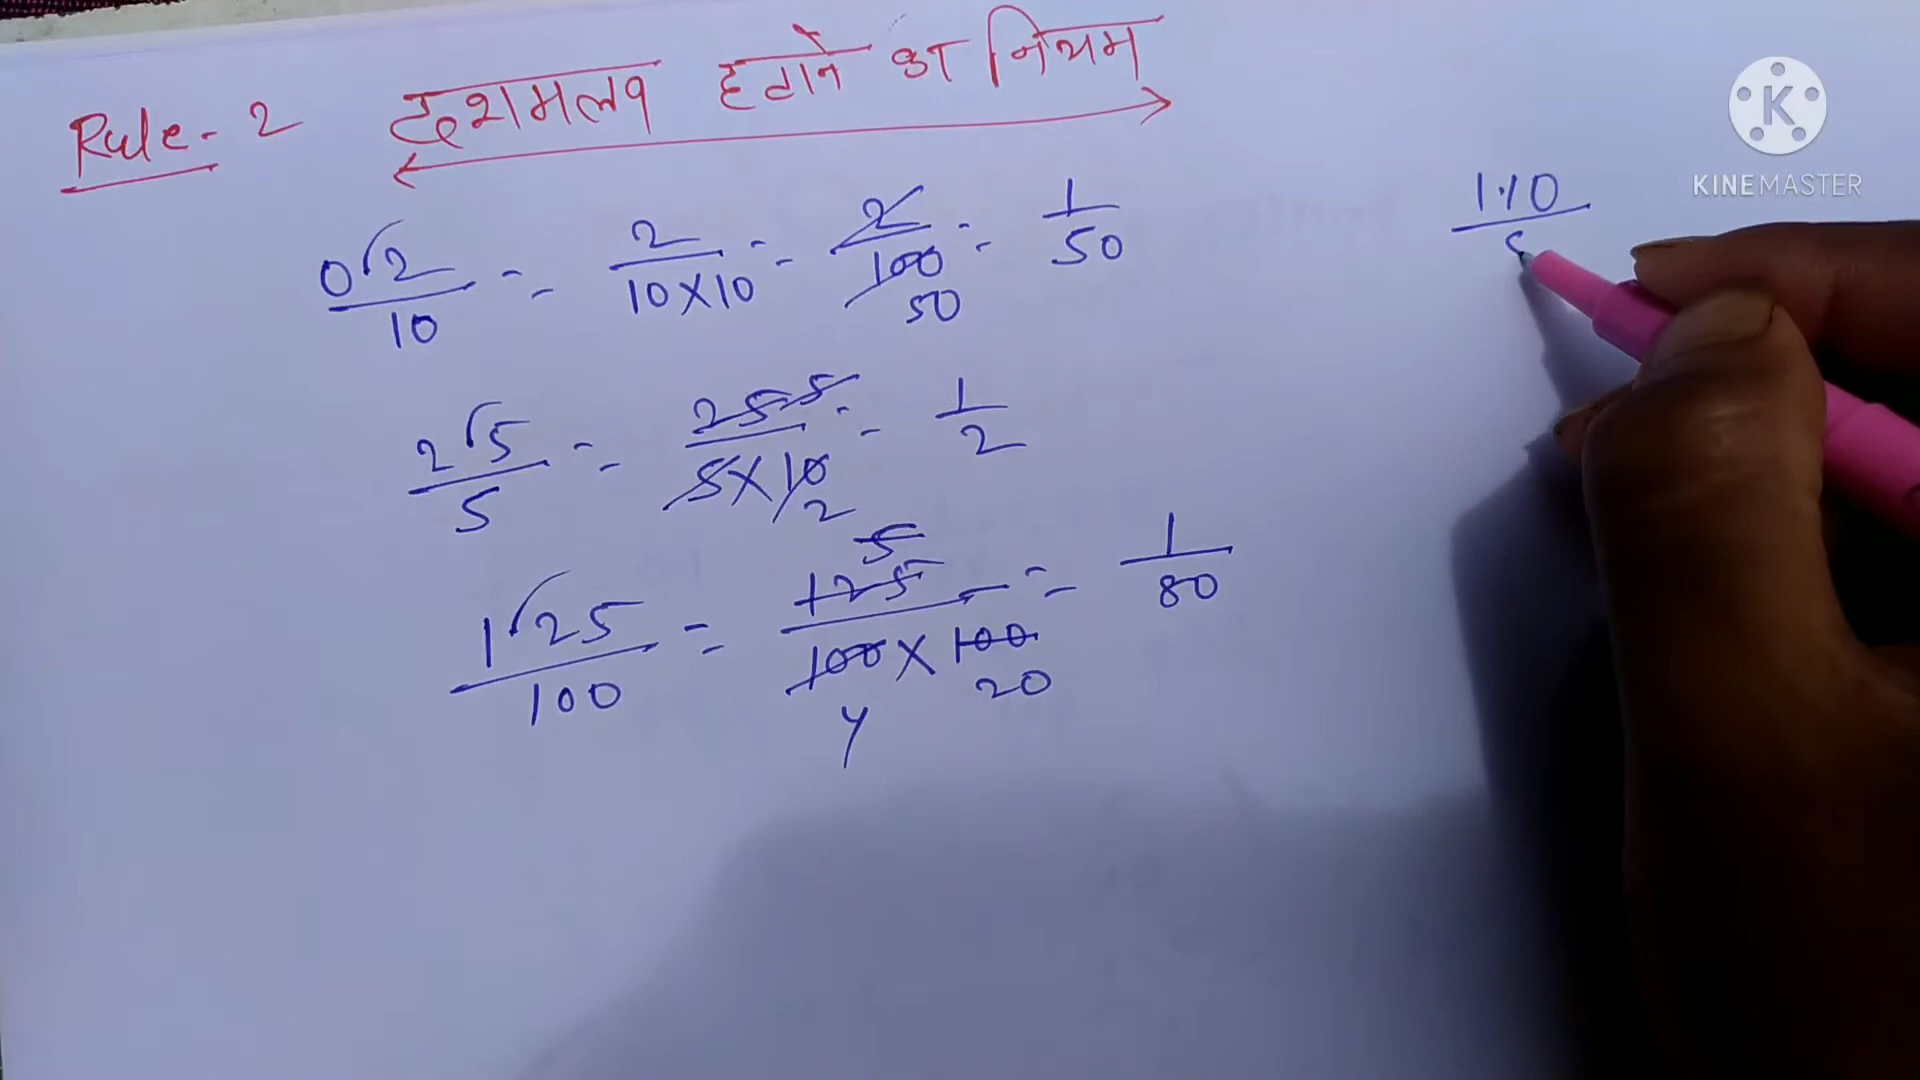 Rule-2 दशमलव हटाने का नियम
K
KINEMASTER
1.10 / 5
0.2 / 10 = 2 / 10×10 = 2 / 100 50 = 1 / 50
2.5 / 5 = 25 5 / 5×10 2 = 1 / 2
1.25 / 100 = 5 125 / 100×100 4 20 = 1 / 80